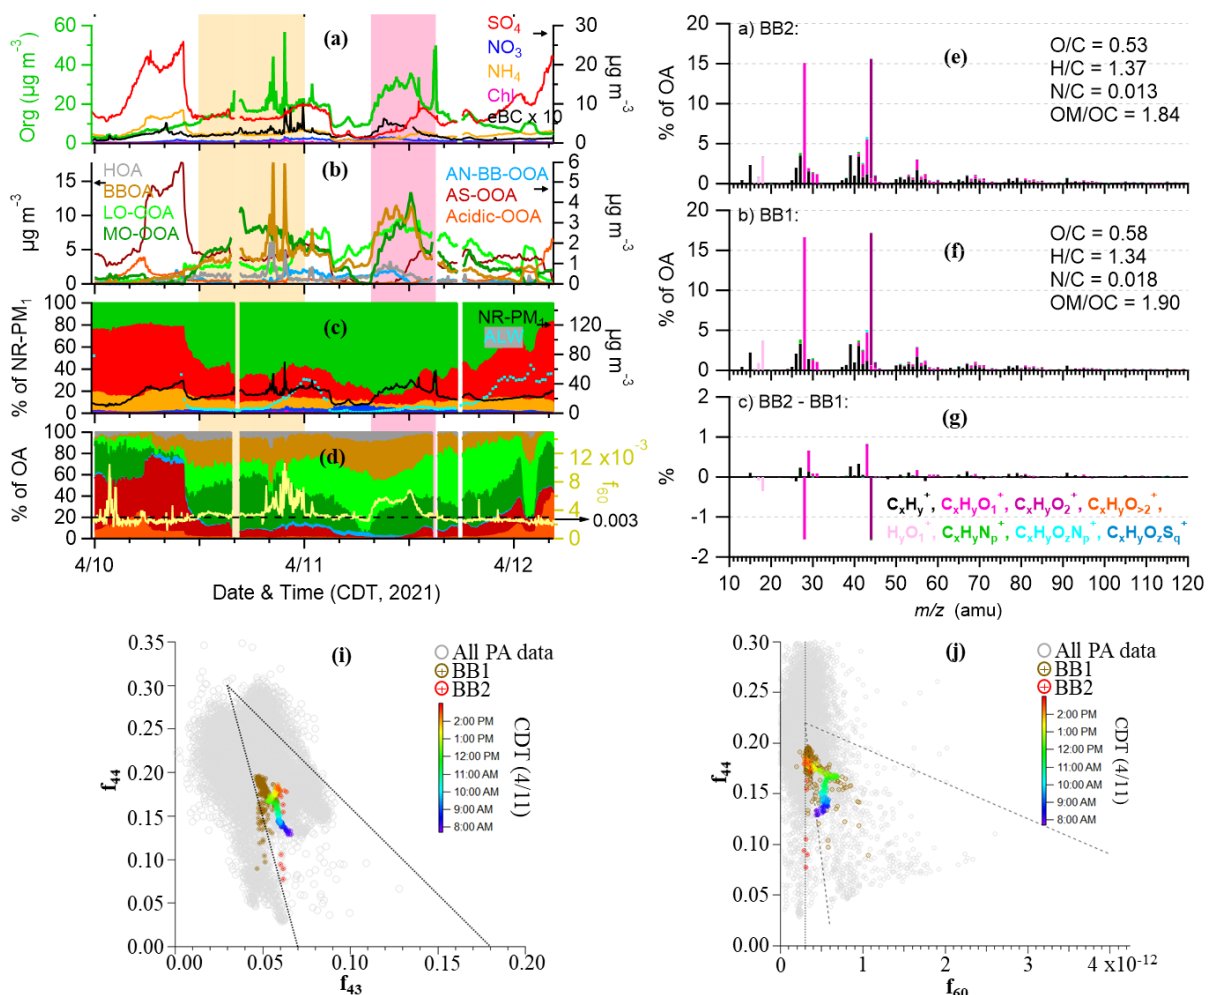 (a)
60
40
20
0
Org (µg m⁻³)
30
20
10
0
µg m⁻³
SO₄
NO₃
NH₄
Chl
eBC x 10
(b)
15
10
5
0
µg m⁻³
6
5
4
3
2
1
0
µg m⁻³
HOA
BBOA
LO-OOA
MO-OOA
AN-BB-OOA
AS-OOA
Acidic-OOA
(c)
100
80
60
40
20
0
% of NR-PM₁
NR-PM₁
ALW
120
80
40
0
µg m⁻³
(d)
100
80
60
40
20
0
% of OA
12 x10⁻³
8
4
0
f₆₀
0.003
4/10
4/11
4/12
Date & Time (CDT, 2021)
a) BB2:
(e)
20
15
10
5
0
% of OA
O/C = 0.53
H/C = 1.37
N/C = 0.013
OM/OC = 1.84
b) BB1:
(f)
20
15
10
5
0
% of OA
O/C = 0.58
H/C = 1.34
N/C = 0.018
OM/OC = 1.90
c) BB2 - BB1:
(g)
2
1
0
-1
-2
%
CₓHᵧ⁺, CₓHᵧO₁⁺, CₓHᵧO₂⁺, CₓHᵧO>₂⁺,
HᵧO₁⁺, CₓHᵧNₚ⁺, CₓHᵧO_zNₚ⁺, CₓHᵧO_zS_q⁺
10 20 30 40 50 60 70 80 90 100 110 120
m/z (amu)
(i)
0.35
0.30
0.25
0.20
0.15
0.10
0.05
0.00
f₄₄
0.00 0.05 0.10 0.15 0.20
f₄₃
All PA data
BB1
BB2
2:00 PM
1:00 PM
12:00 PM
11:00 AM
10:00 AM
9:00 AM
8:00 AM
CDT (4/11)
(j)
0.30
0.25
0.20
0.15
0.10
0.05
0.00
f₄₄
0 1 2 3 4 x10⁻¹²
f₆₀
All PA data
BB1
BB2
2:00 PM
1:00 PM
12:00 PM
11:00 AM
10:00 AM
9:00 AM
8:00 AM
CDT (4/11)